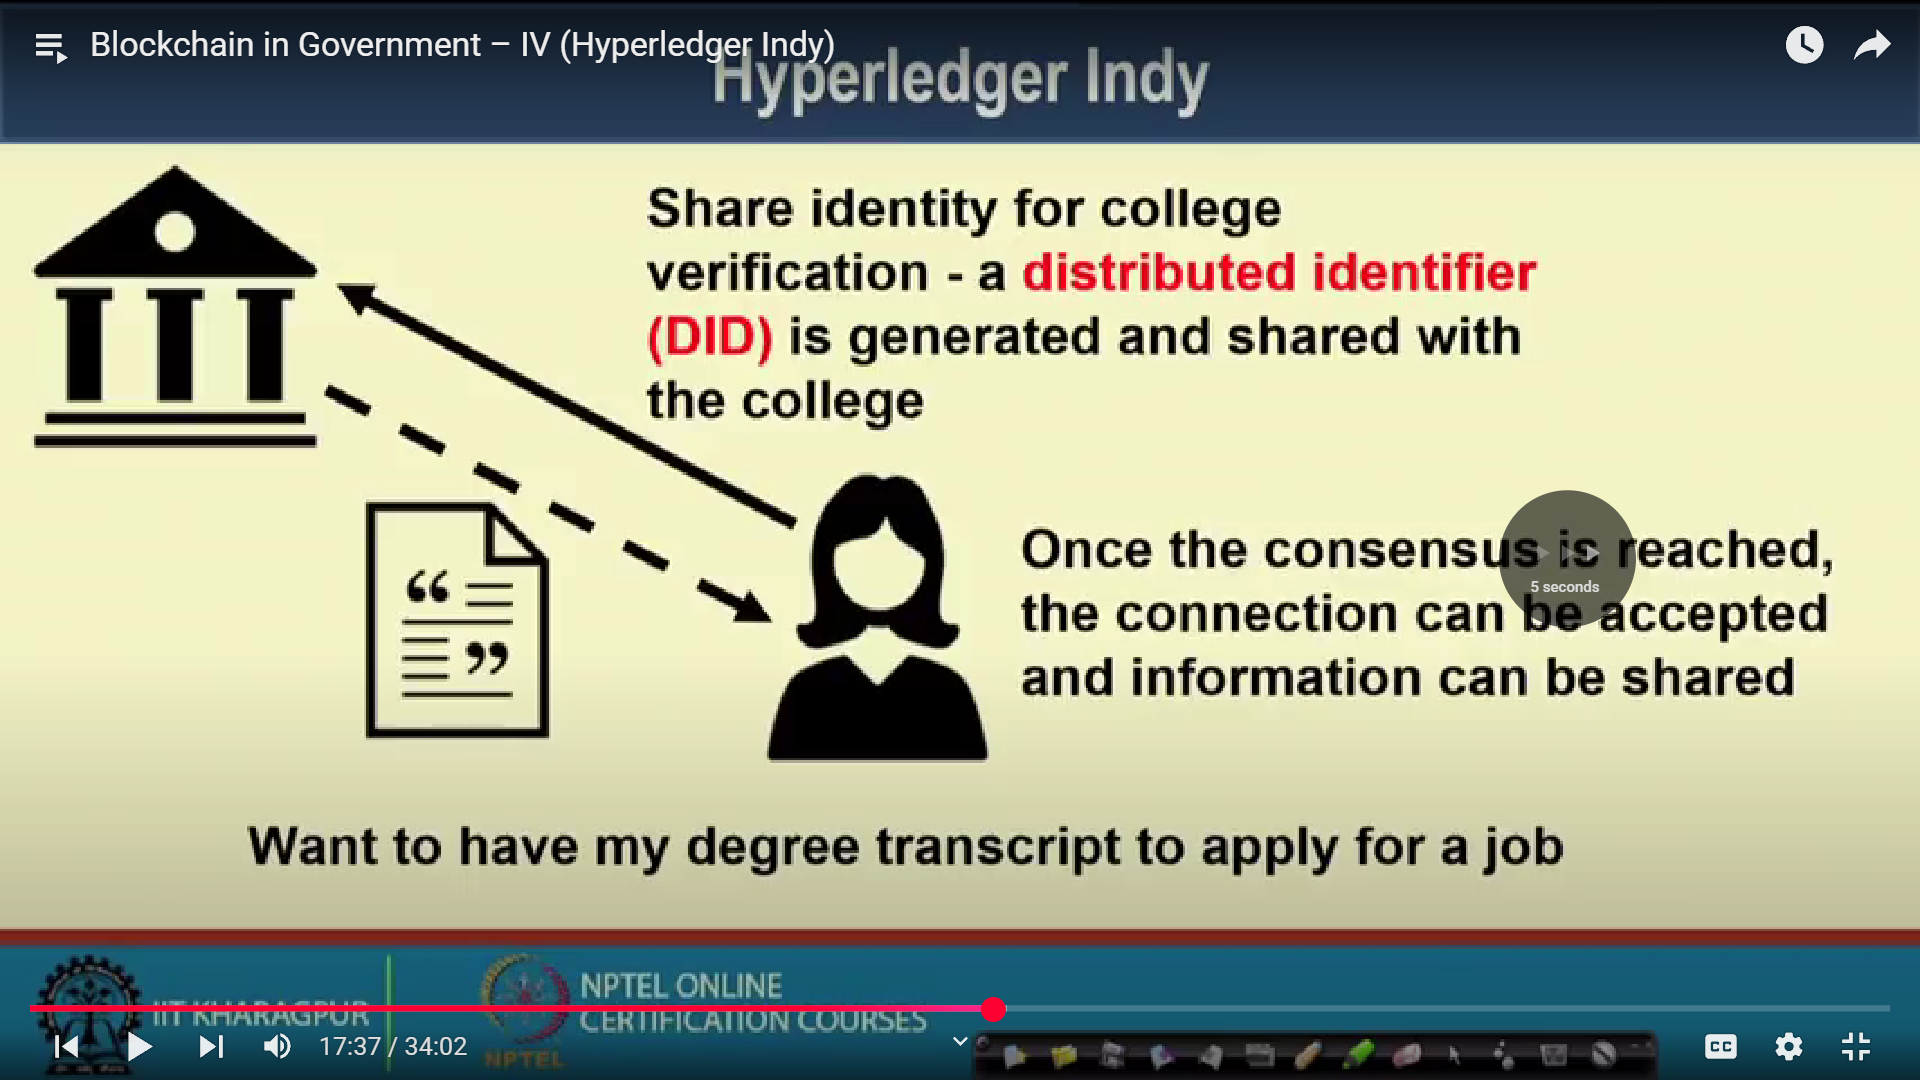 Blockchain in Government – IV (Hyperledger Indy)
Hyperledger Indy
Share identity for college
verification - a distributed identifier
(DID) is generated and shared with
the college
Once the consensus is reached,
the connection can be accepted
and information can be shared
5 seconds
“
”
Want to have my degree transcript to apply for a job
IIT KHARAGPUR
NPTEL ONLINE
CERTIFICATION COURSES
NPTEL
17:37 / 34:02
CC